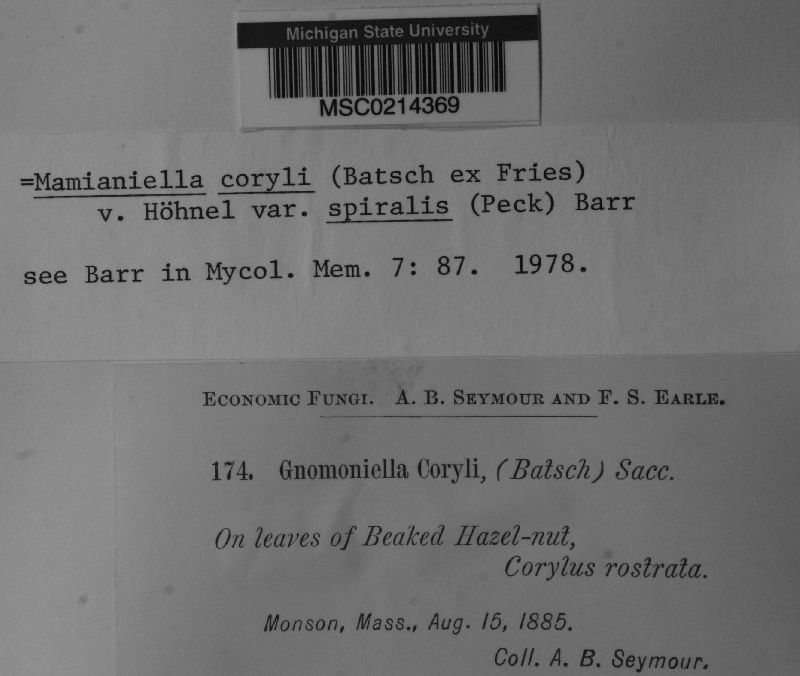 Michigan State University
MSC0214369
=Mamianiella coryli (Batsch ex Fries)
v. Höhnel var. spiralis (Peck) Barr
see Barr in Mycol. Mem. 7: 87. 1978.
ECONOMIC FUNGI. A. B. SEYMOUR AND F. S. EARLE.
174. Gnomoniella Coryli, (Batsch) Sacc.
On leaves of Beaked Hazel-nut,
Corylus rostrata.
Monson, Mass., Aug. 15, 1885.
Coll. A. B. Seymour.